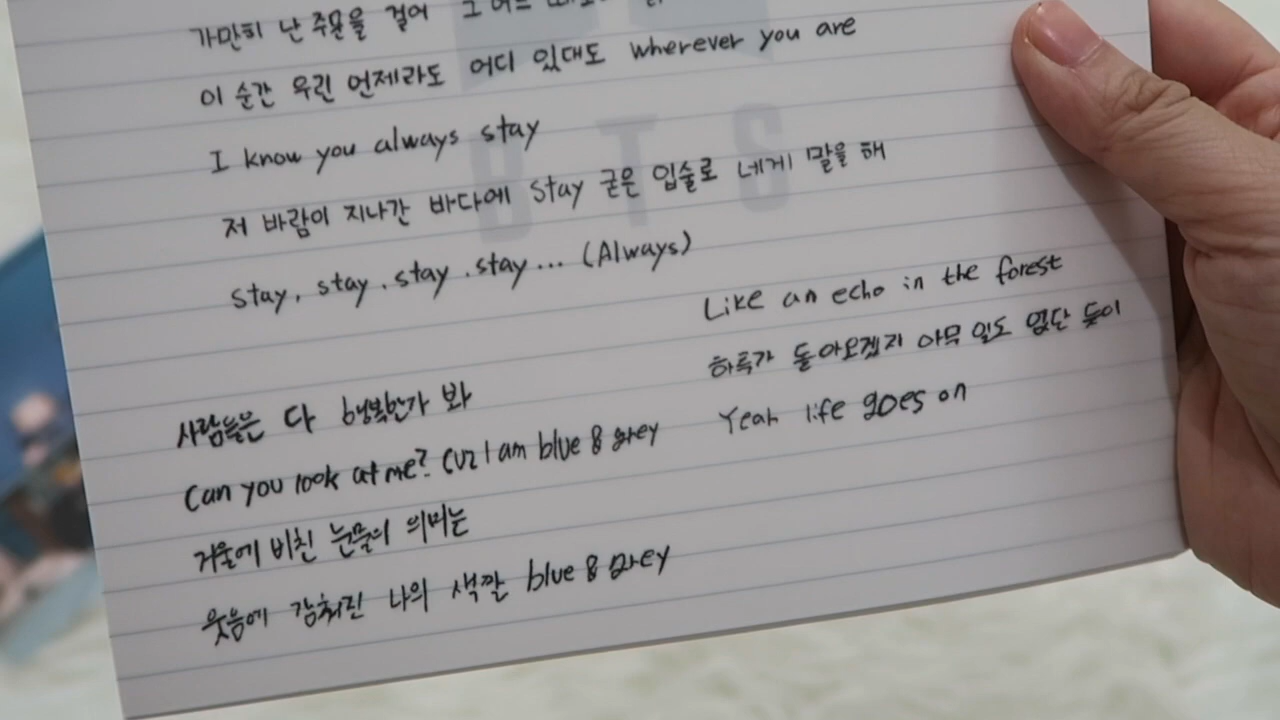 가만히 난 주문을 걸어 그 어느
이 순간 우린 언제라도 어디 있대도 wherever you are
I know you always stay
저 바람이 지나간 바다에 stay 굳은 입술로 네게 말을 해
stay, stay, stay, stay... (Always)
Like an echo in the forest
하루가 돌아오겠지 아무 일도 없단 듯이
Yeah life goes on
사람들은 다 행복한가 봐
Can you look at me? Cuz I am blue & grey
거울에 비친 눈물의 의미는
웃음에 감춰진 나의 색깔 blue & grey
BTS